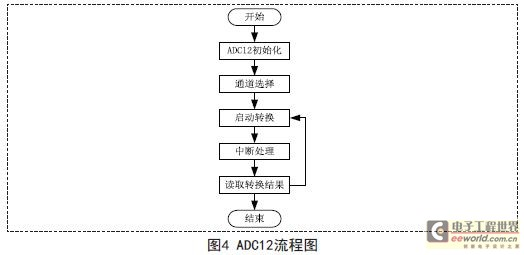 开始
ADC12初始化
通道选择
启动转换
中断处理
读取转换结果
结束
图4 ADC12流程图
电子工程世界
eeworld.com.cn